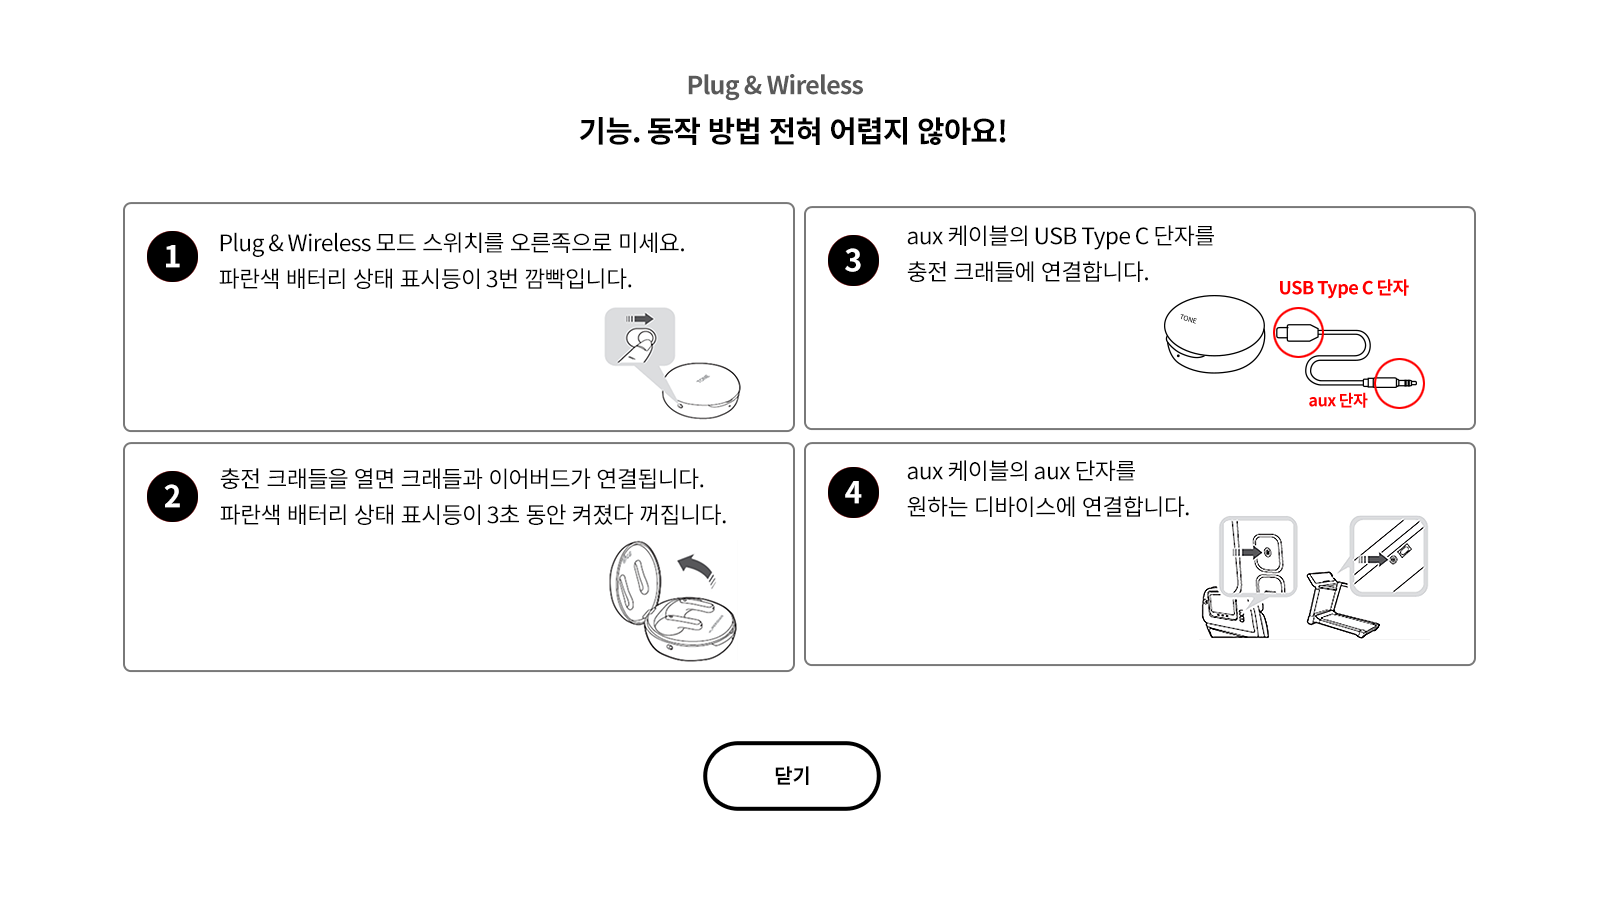 Plug & Wireless
기능. 동작 방법 전혀 어렵지 않아요!
1
Plug & Wireless 모드 스위치를 오른족으로 미세요.
파란색 배터리 상태 표시등이 3번 깜빡입니다.
TONE
2
충전 크래들을 열면 크래들과 이어버드가 연결됩니다.
파란색 배터리 상태 표시등이 3초 동안 켜졌다 꺼집니다.
3
aux 케이블의 USB Type C 단자를
충전 크래들에 연결합니다.
USB Type C 단자
TONE
aux 단자
4
aux 케이블의 aux 단자를
원하는 디바이스에 연결합니다.
닫기